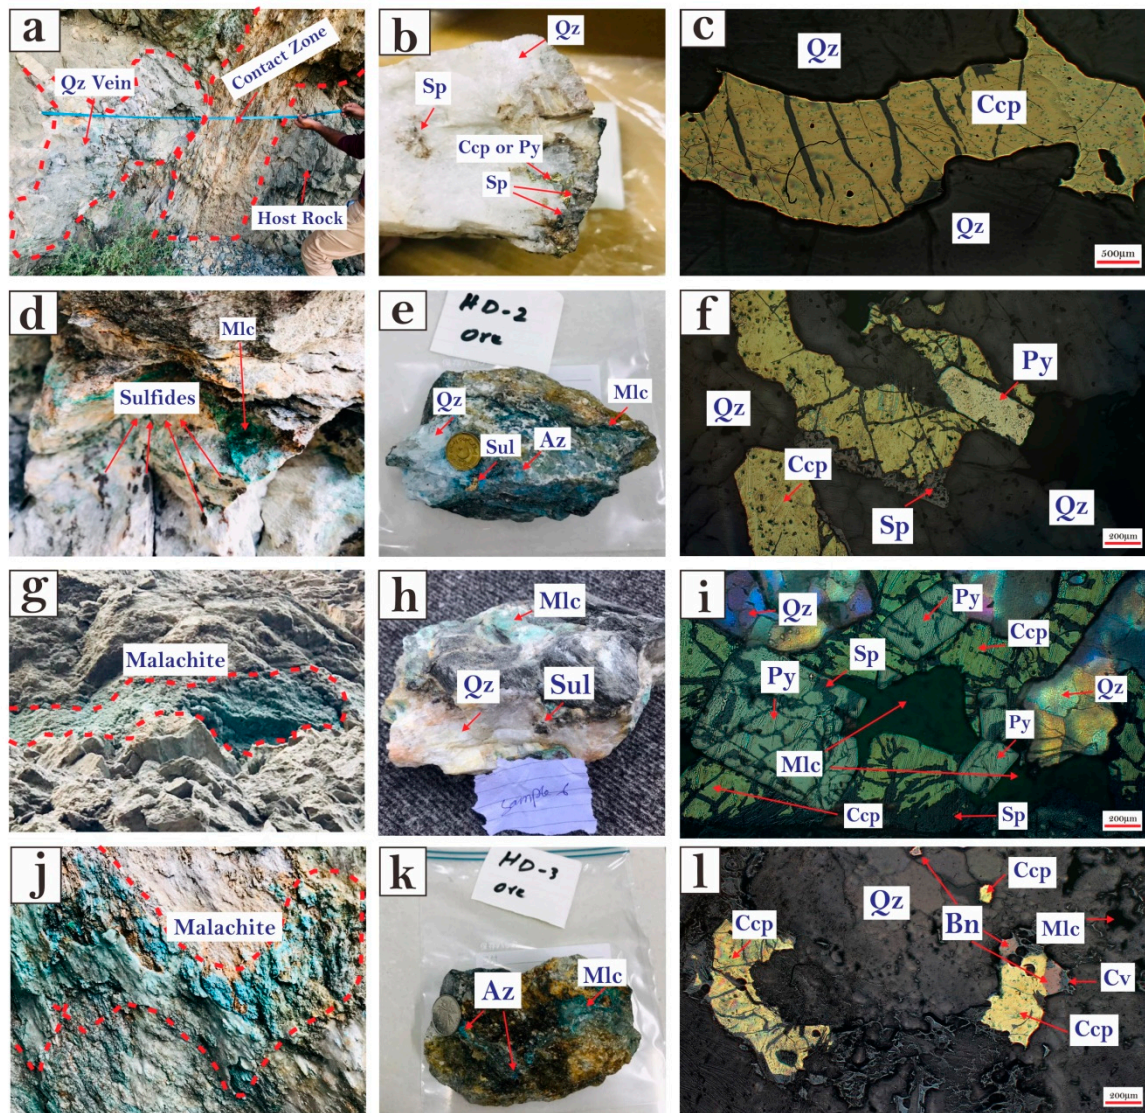 a
Qz Vein
Contact Zone
Host Rock
b
Qz
Sp
Ccp or Py
Sp
c
Qz
Ccp
Qz
500μm
d
Mlc
Sulfides
e
HD-2
ore
Qz
Mlc
Sul
Az
f
Py
Qz
Ccp
Sp
Qz
200μm
g
Malachite
h
Mlc
Qz
Sul
Sample 6
i
Qz
Py
Sp
Ccp
Py
Qz
Py
Mlc
Ccp
Sp
200μm
j
Malachite
k
HD-3
ore
Az
Mlc
l
Ccp
Qz
Ccp
Bn
Mlc
Cv
Ccp
200μm